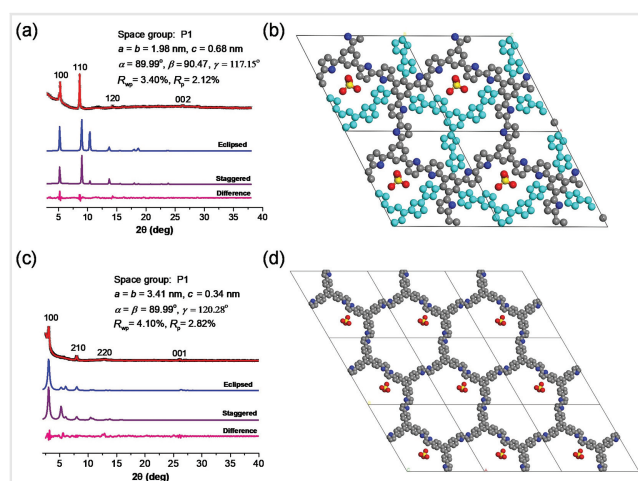 (a)
Space group: P1
a = b = 1.98 nm, c = 0.68 nm
α = 89.99°, β = 90.47, γ = 117.15°
Rwp = 3.40%, Rp = 2.12%
100
110
120
002
Eclipsed
Staggered
Difference
5 10 15 20 25 30 35 40
2θ (deg)
(b)
(c)
Space group: P1
a = b = 3.41 nm, c = 0.34 nm
α = β = 89.99°, γ = 120.28°
Rwp = 4.10%, Rp = 2.82%
100
210
220
001
Eclipsed
Staggered
Difference
5 10 15 20 25 30 35 40
2θ (deg)
(d)